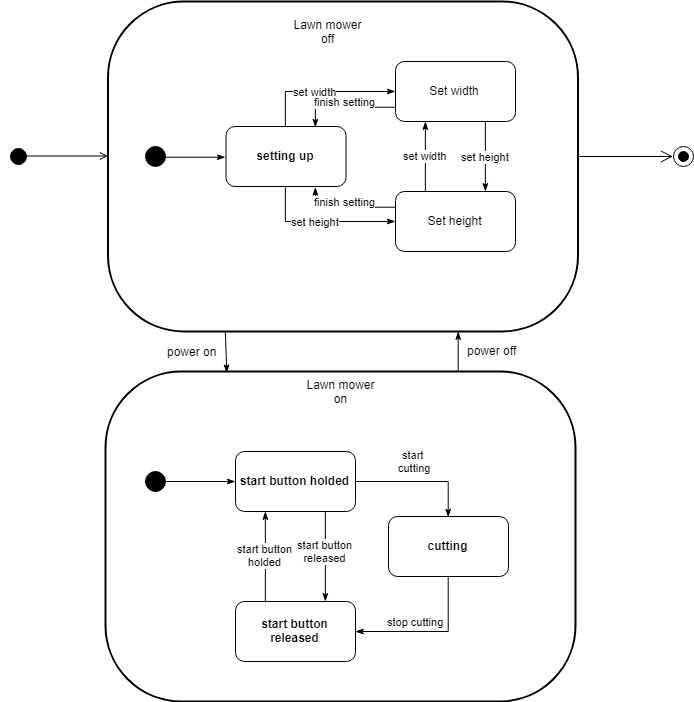 Lawn mower
off
Set width
set width
finish setting
setting up
set width
set height
finish setting
Set height
set height
power on
power off
Lawn mower
on
start
cutting
start button holded
cutting
start button
holded
start button
released
start button
released
stop cutting